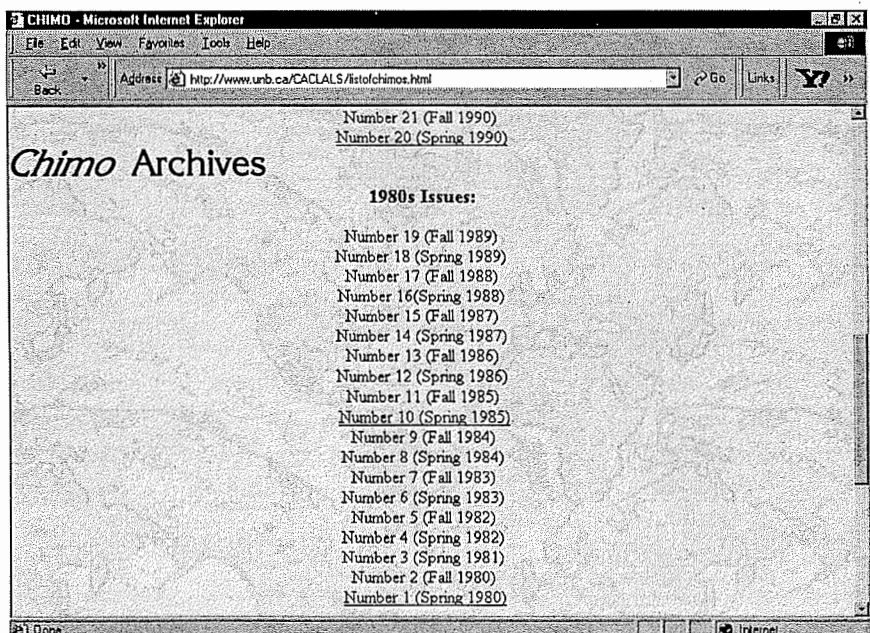 CHIMO - Microsoft Internet Explorer
File Edit View Favorites Tools Help
Back Address http://www.unb.ca/CACLALS/listofchimos.html Go Links Y!
Number 21 (Fall 1990)
Number 20 (Spring 1990)
Chimo Archives
1980s Issues:
Number 19 (Fall 1989)
Number 18 (Spring 1989)
Number 17 (Fall 1988)
Number 16(Spring 1988)
Number 15 (Fall 1987)
Number 14 (Spring 1987)
Number 13 (Fall 1986)
Number 12 (Spring 1986)
Number 11 (Fall 1985)
Number 10 (Spring 1985)
Number 9 (Fall 1984)
Number 8 (Spring 1984)
Number 7 (Fall 1983)
Number 6 (Spring 1983)
Number 5 (Fall 1982)
Number 4 (Spring 1982)
Number 3 (Spring 1981)
Number 2 (Fall 1980)
Number 1 (Spring 1980)
Done Internet